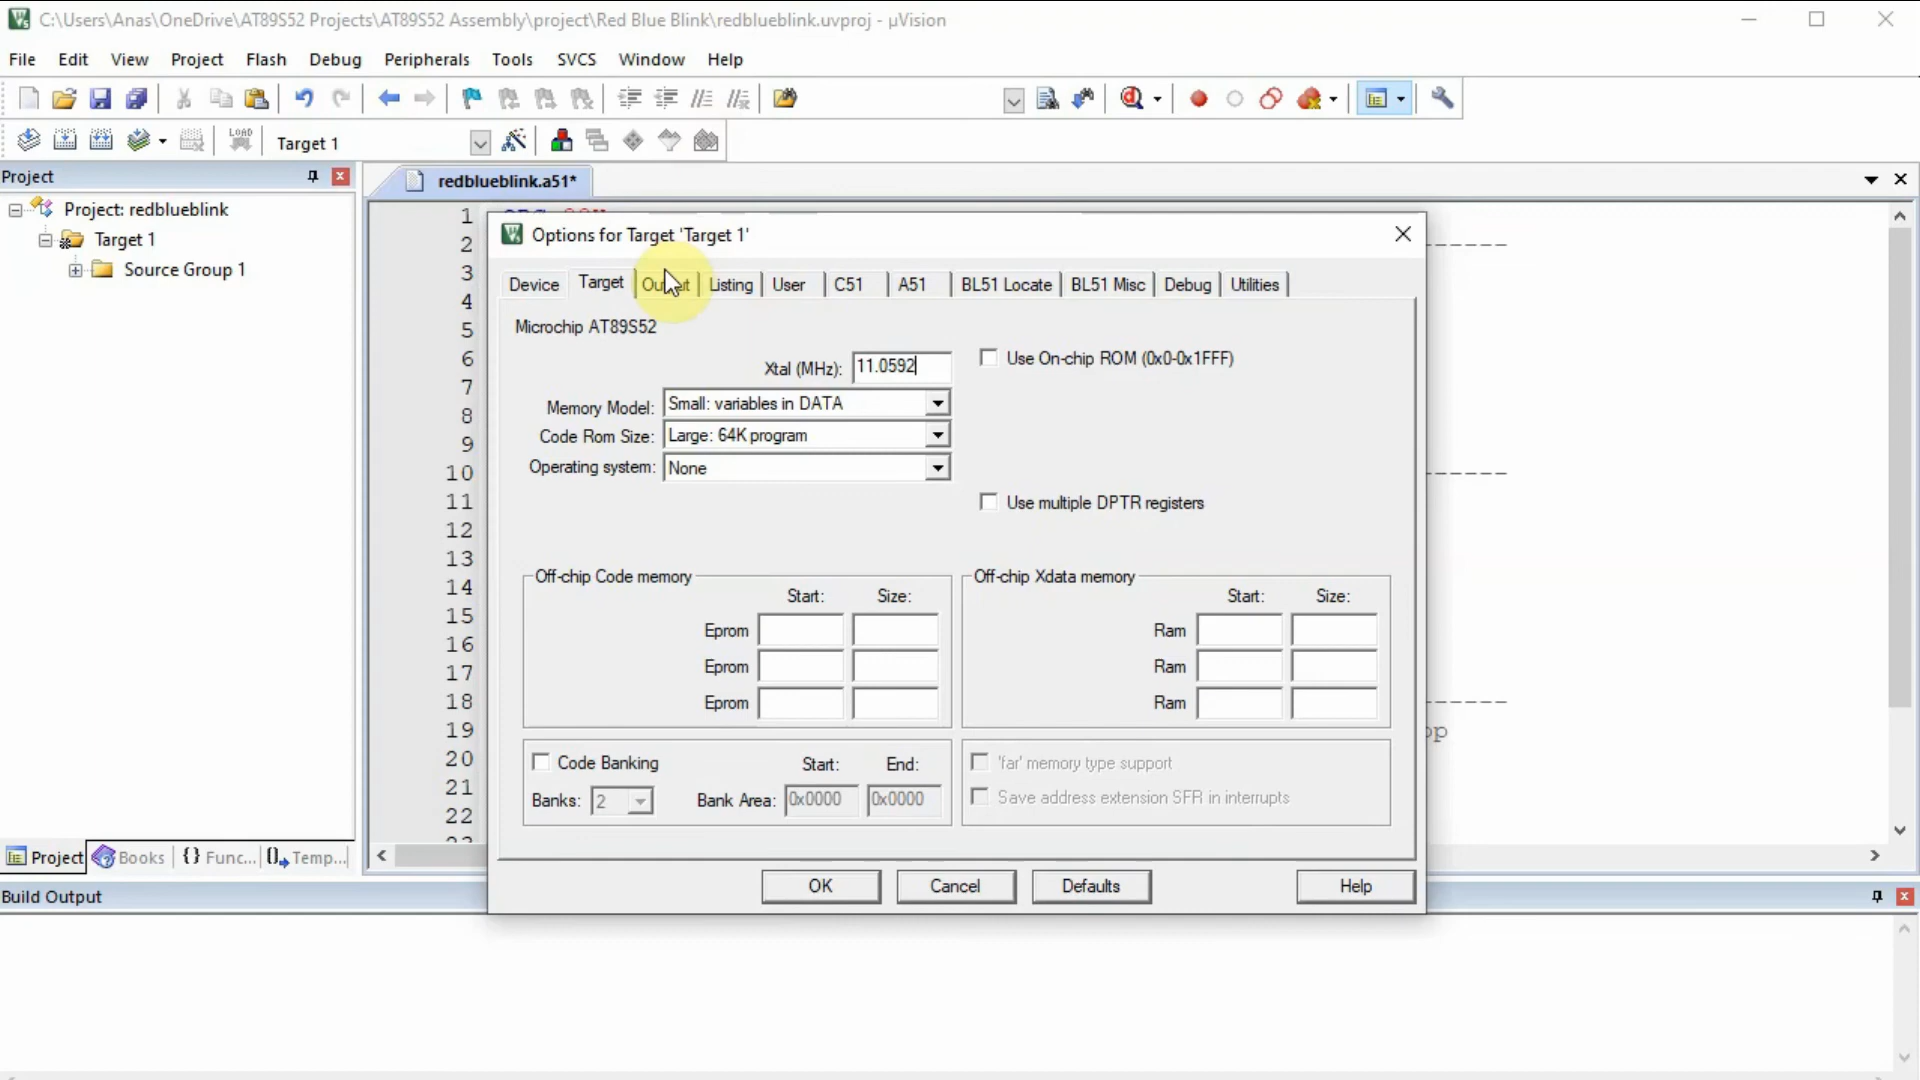 C:\Users\Anas\OneDrive\AT89S52 Projects\AT89S52 Assembly\project\Red Blue Blink\redblueblink.uvproj - µVision
File Edit View Project Flash Debug Peripherals Tools SVCS Window Help
LOAD Target 1
Project
redblueblink.a51*
Project: redblueblink
Target 1
Source Group 1
1
2
3
4
5
6
7
8
9
10
11
12
13
14
15
16
17
18
19
20
21
22
Options for Target 'Target 1'
Device Target Output Listing User C51 A51 BL51 Locate BL51 Misc Debug Utilities
Microchip AT89S52
Xtal (MHz): 11.0592
Use On-chip ROM (0x0-0x1FFF)
Memory Model: Small: variables in DATA
Code Rom Size: Large: 64K program
Operating system: None
Use multiple DPTR registers
Off-chip Code memory
Start: Size:
Eprom
Eprom
Eprom
Off-chip Xdata memory
Start: Size:
Ram
Ram
Ram
Code Banking Start: End:
Banks: 2 Bank Area: 0x0000 0x0000
'far' memory type support
Save address extension SFR in interrupts
OK Cancel Defaults Help
Project Books {} Func... Temp...
Build Output